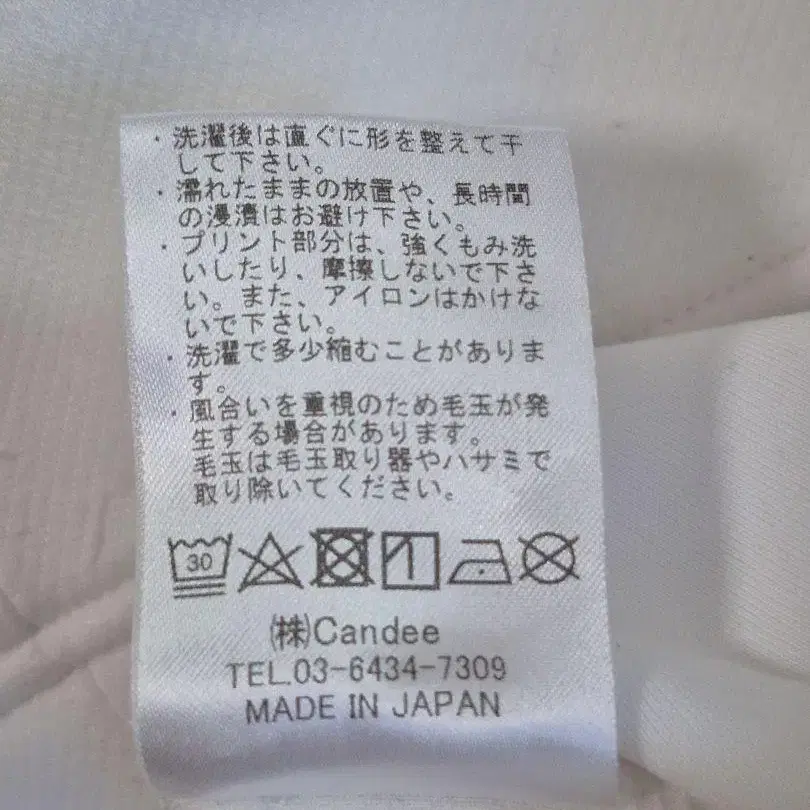 ・洗濯後は直ぐに形を整えて干
して下さい。
・濡れたままの放置や、長時間
の浸漬はお避け下さい。
・プリント部分は、強くもみ洗
いしたり、摩擦しないで下さ
い。また、アイロンはかけな
いで下さい。
・洗濯で多少縮むことがありま
す。
・風合いを重視のため毛玉が発
生する場合があります。
毛玉は毛玉取り器やハサミで
取り除いてください。
30
㈱Candee
TEL.03-6434-7309
MADE IN JAPAN